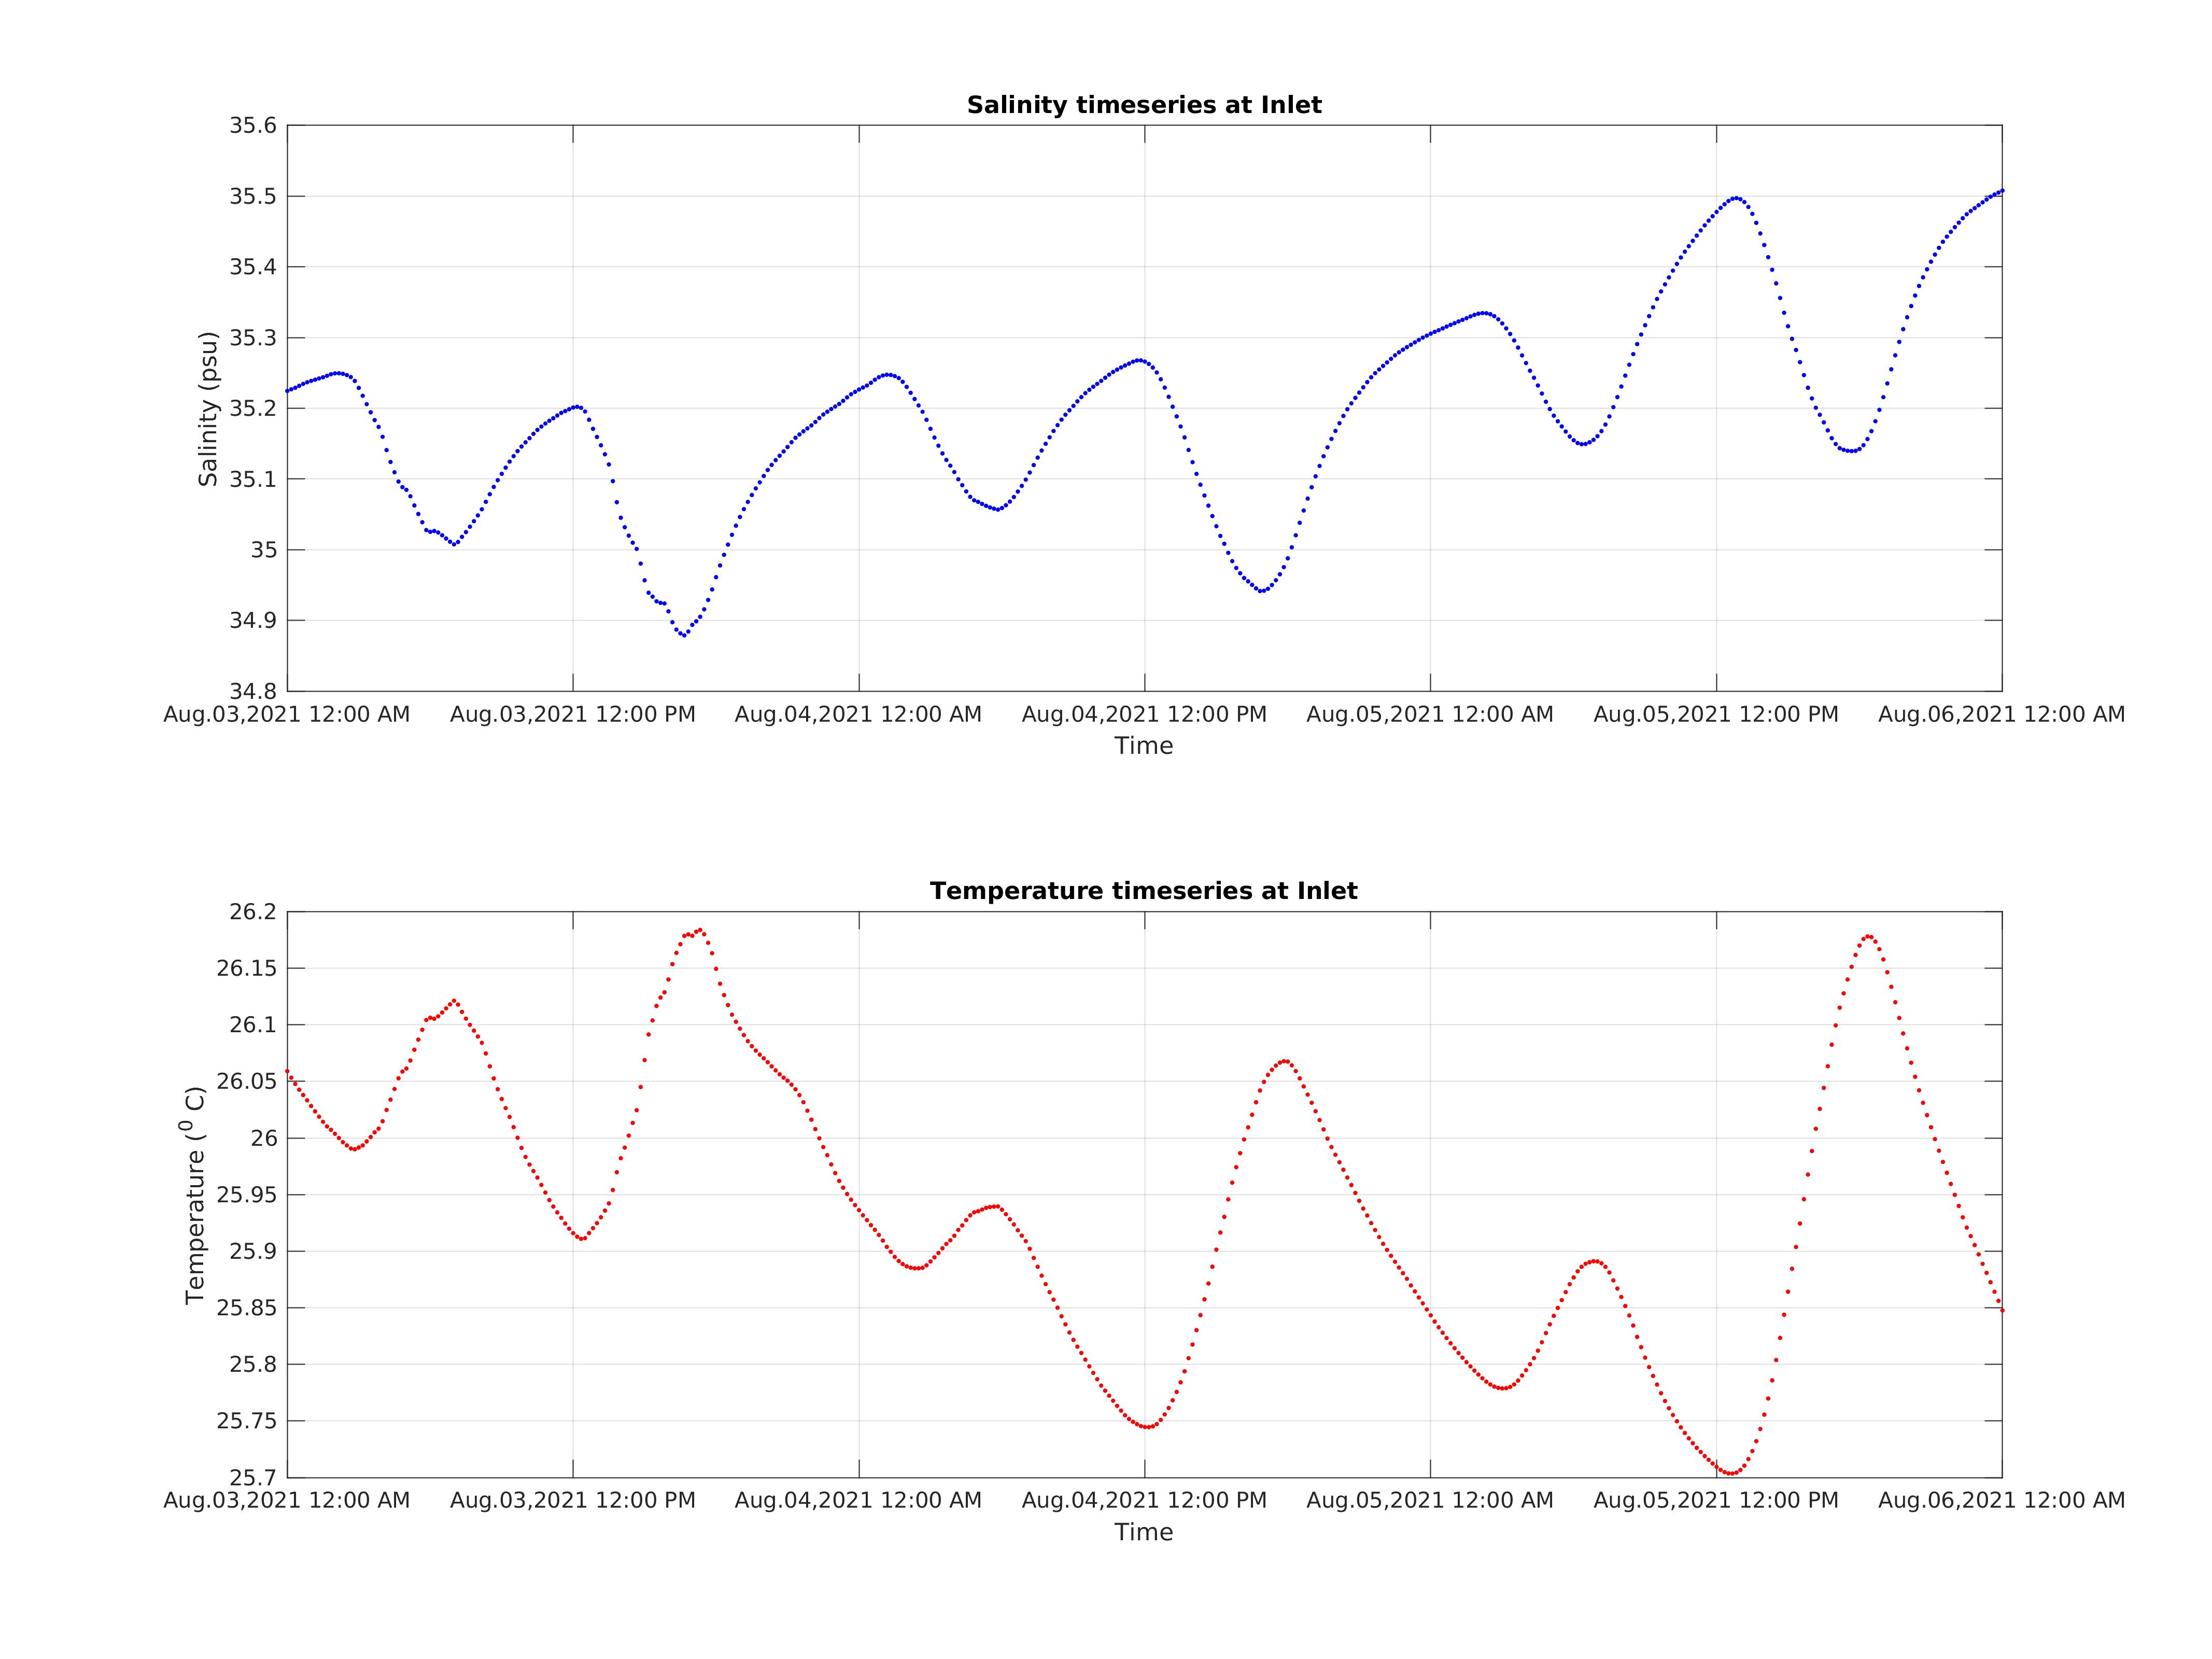 Salinity timeseries at Inlet
35.6
35.5
35.4
35.3
35.2
35.1
35
34.9
34.8
Salinity (psu)
Aug.03,2021 12:00 AM Aug.03,2021 12:00 PM Aug.04,2021 12:00 AM Aug.04,2021 12:00 PM Aug.05,2021 12:00 AM Aug.05,2021 12:00 PM Aug.06,2021 12:00 AM
Time
Temperature timeseries at Inlet
26.2
26.15
26.1
26.05
26
25.95
25.9
25.85
25.8
25.75
25.7
Temperature (⁰ C)
Aug.03,2021 12:00 AM Aug.03,2021 12:00 PM Aug.04,2021 12:00 AM Aug.04,2021 12:00 PM Aug.05,2021 12:00 AM Aug.05,2021 12:00 PM Aug.06,2021 12:00 AM
Time